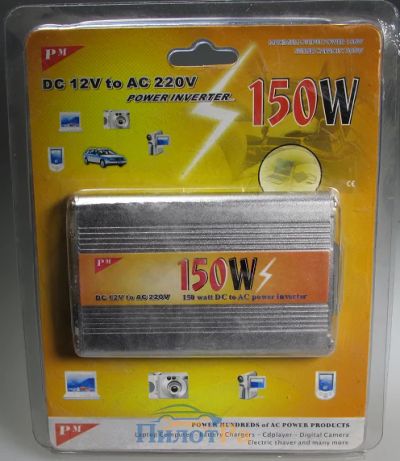 PM
DC 12V to AC 220V
POWER INVERTER
150W
PM
150W
DC 12V to AC 220V
150 watt DC to AC power inverter
PM
POWER HUNDREDS of AC POWER PRODUCTS
Laptop Computer - Battery Chargers - Cdplayer - Digital Camera
Electric shaver and many more